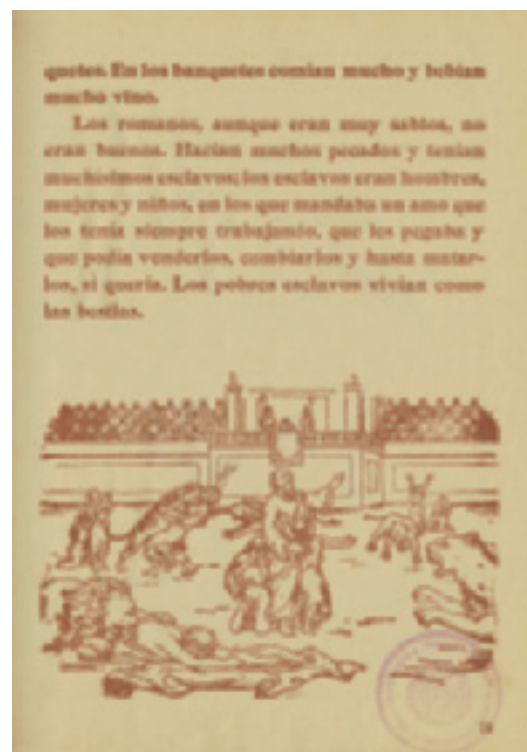 quetes. En los banquetes comían mucho y bebían
mucho vino.
Los romanos, aunque eran muy sabios, no
eran buenos. Hacían muchos pecados y tenían
muchísimos esclavos; los esclavos eran hombres,
mujeres y niños, en los que mandaba un amo que
los tenía siempre trabajando, que les pegaba y
que podía venderlos, cambiarlos y hasta matar-
los, si quería. Los pobres esclavos vivían como
las bestias.